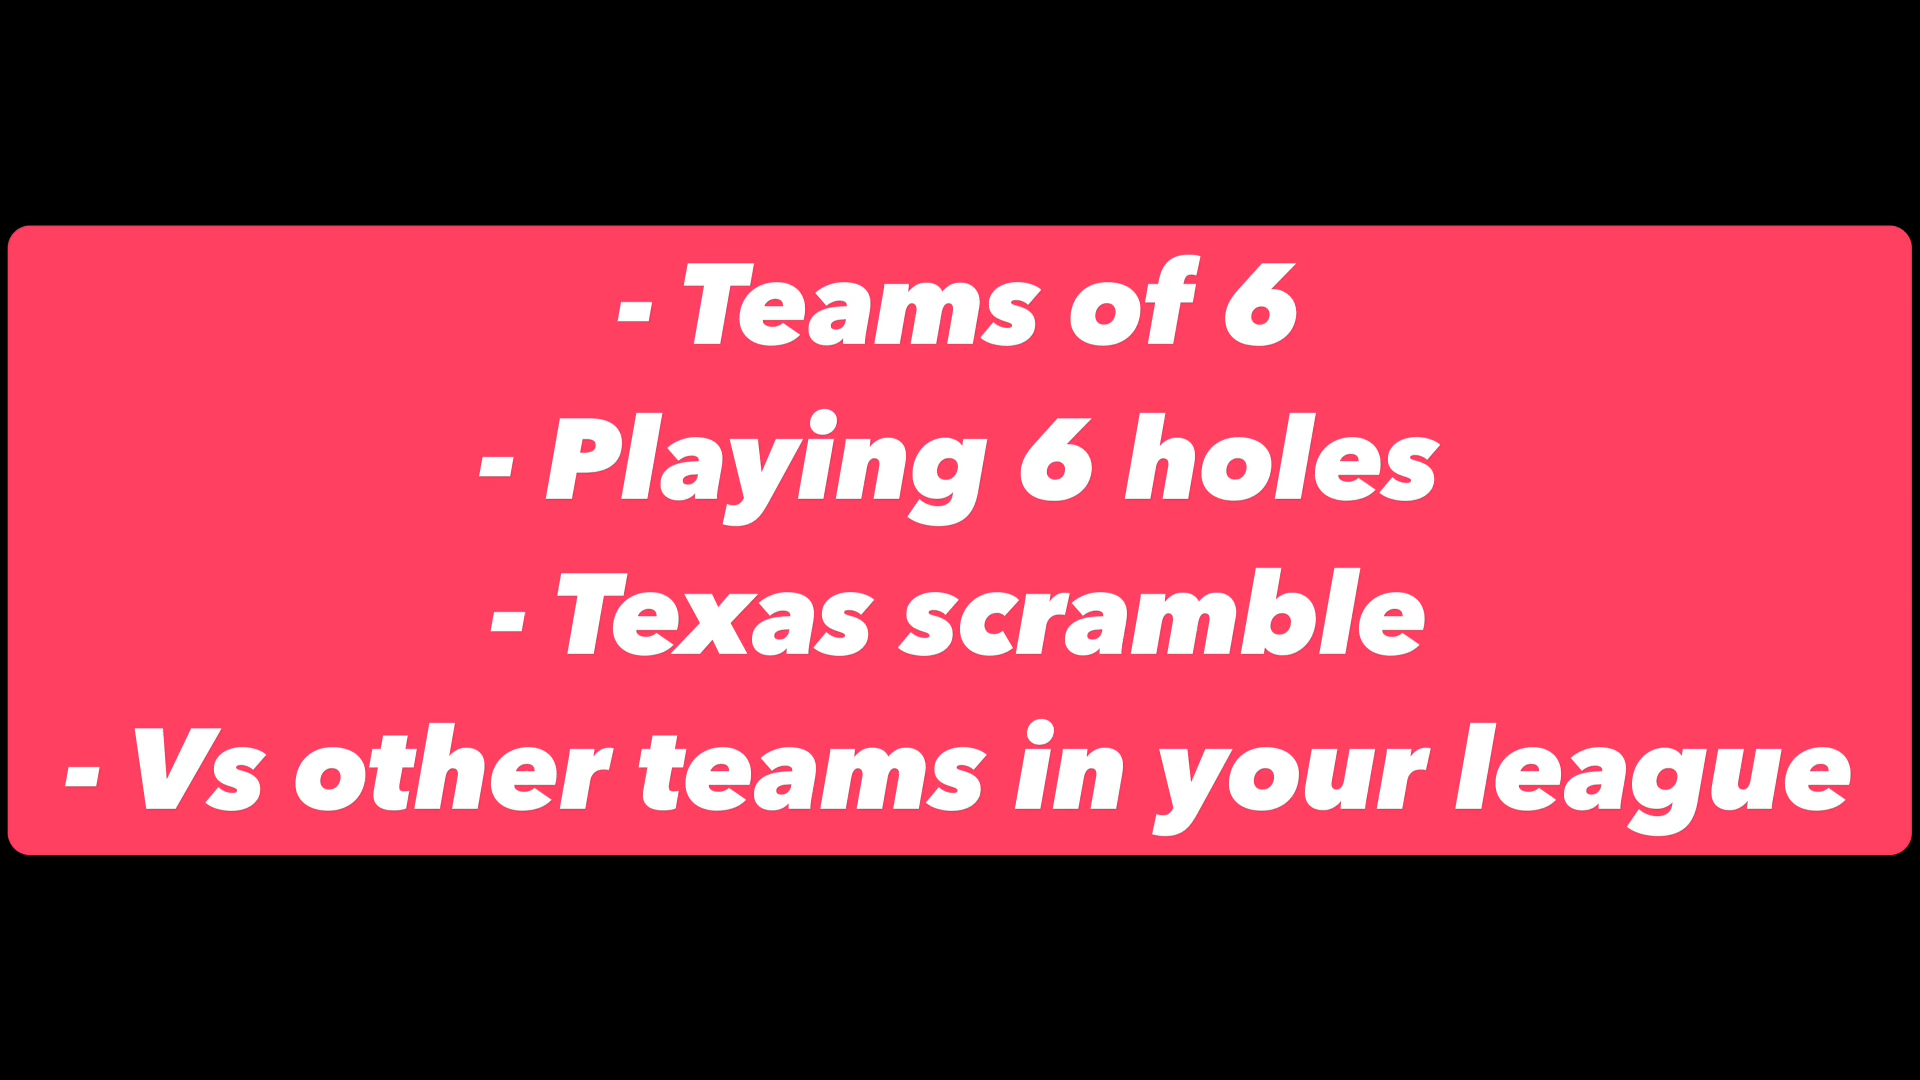 - Teams of 6
- Playing 6 holes
- Texas scramble
- Vs other teams in your league